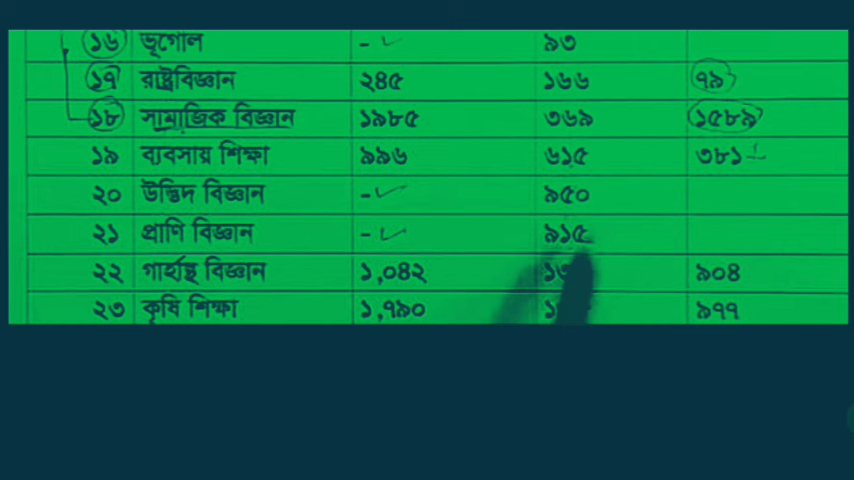 ১৬ ভূগোল - ৯৩
১৭ রাষ্ট্রবিজ্ঞান ২৪৫ ১৬৬ ৭৯
১৮ সামাজিক বিজ্ঞান ১৯৮৫ ৩৬৯ ১৫৮৯
১৯ ব্যবসায় শিক্ষা ৯৯৬ ৬১৫ ৩৮১
২০ উদ্ভিদ বিজ্ঞান - ৯৫০
২১ প্রাণি বিজ্ঞান - ৯১৫
২২ গার্হস্থ বিজ্ঞান ১,০৪২ ৯০৪
২৩ কৃষি শিক্ষা ১,৭৯০ ৯৭৭